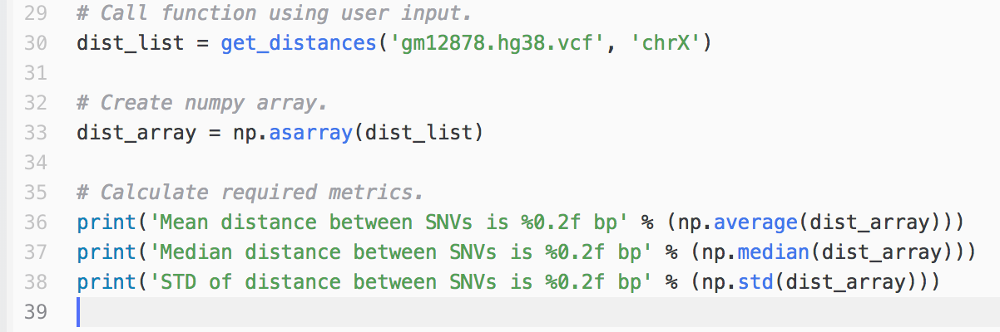 29 # Call function using user input.
30 dist_list = get_distances('gm12878.hg38.vcf', 'chrX')
31
32 # Create numpy array.
33 dist_array = np.asarray(dist_list)
34
35 # Calculate required metrics.
36 print('Mean distance between SNVs is %0.2f bp' % (np.average(dist_array)))
37 print('Median distance between SNVs is %0.2f bp' % (np.median(dist_array)))
38 print('STD of distance between SNVs is %0.2f bp' % (np.std(dist_array)))
39